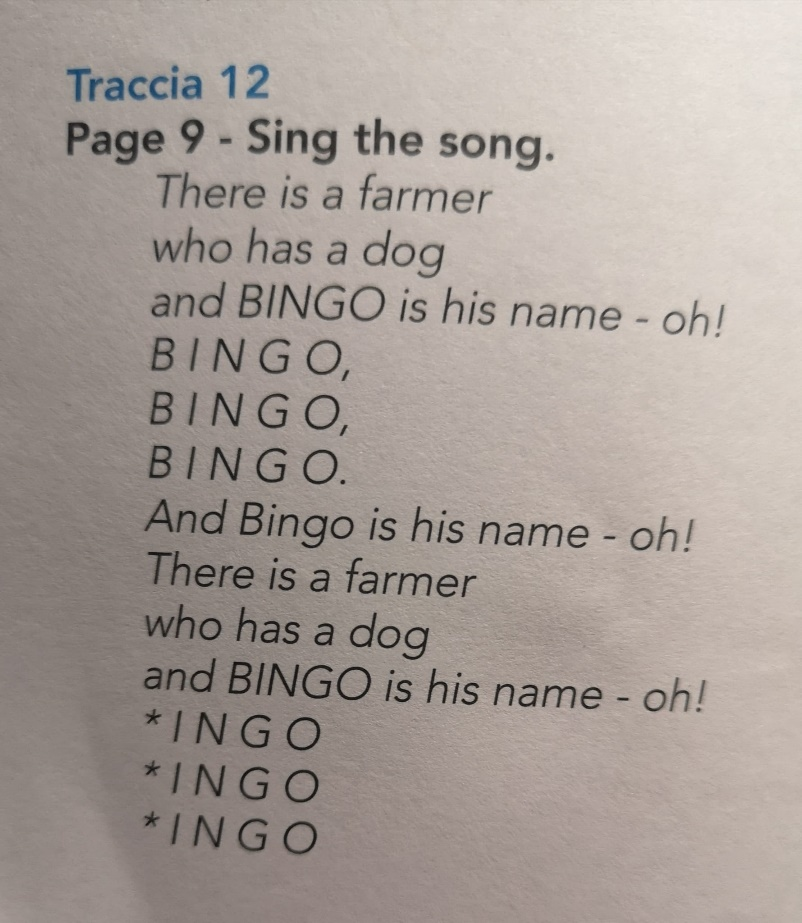 Traccia 12
Page 9 - Sing the song.
There is a farmer
who has a dog
and BINGO is his name - oh!
B I N G O,
B I N G O,
B I N G O.
And Bingo is his name - oh!
There is a farmer
who has a dog
and BINGO is his name - oh!
*I N G O
*I N G O
*I N G O